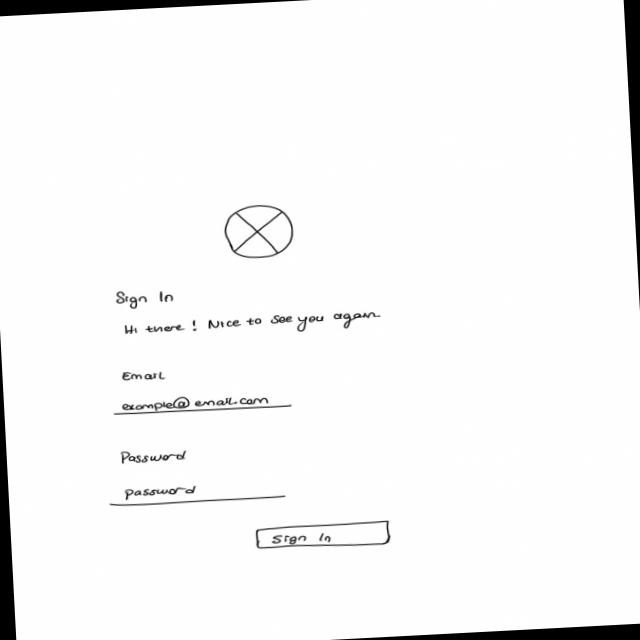 Sign In
Hi there! Nice to see you again
Email
example@email.com
Password
password
Sign In